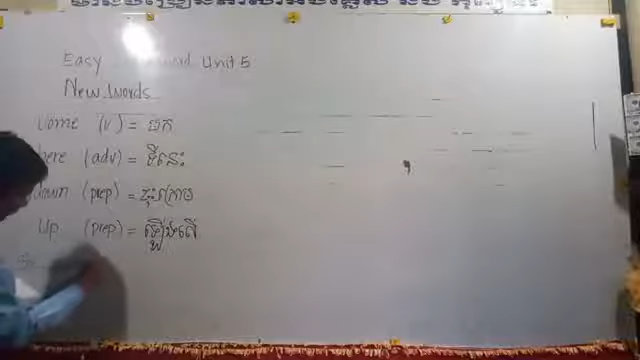 Easy word Unit 5
New words
Come (v) = មក
here (adv) = ទីនេះ
down (prep) = ចុះក្រោម
Up (prep) = ឡើងលើ